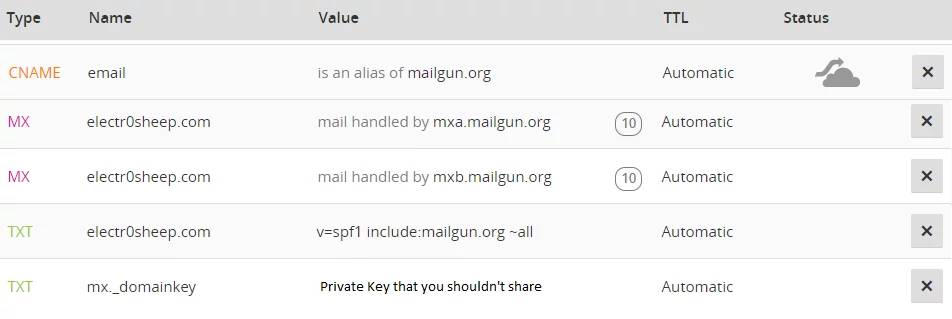 Type Name Value TTL Status
CNAME email is an alias of mailgun.org Automatic
MX electr0sheep.com mail handled by mxa.mailgun.org 10 Automatic
MX electr0sheep.com mail handled by mxb.mailgun.org 10 Automatic
TXT electr0sheep.com v=spf1 include:mailgun.org ~all Automatic
TXT mx._domainkey Private Key that you shouldn't share Automatic